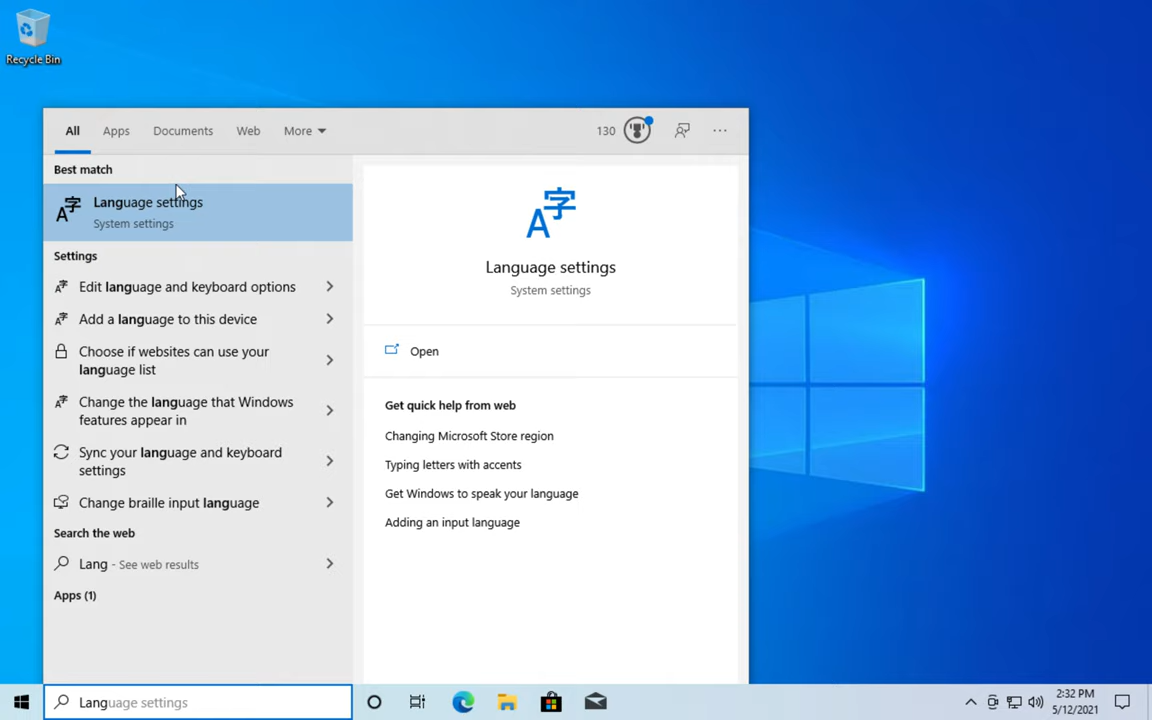 Recycle Bin
All Apps Documents Web More 130 ...
Best match
Language settings
System settings
Settings
Edit language and keyboard options
Add a language to this device
Choose if websites can use your
language list
Change the language that Windows
features appear in
Sync your language and keyboard
settings
Change braille input language
Search the web
Lang - See web results
Apps (1)
A字
Language settings
System settings
Open
Get quick help from web
Changing Microsoft Store region
Typing letters with accents
Get Windows to speak your language
Adding an input language
Language settings
2:32 PM
5/12/2021